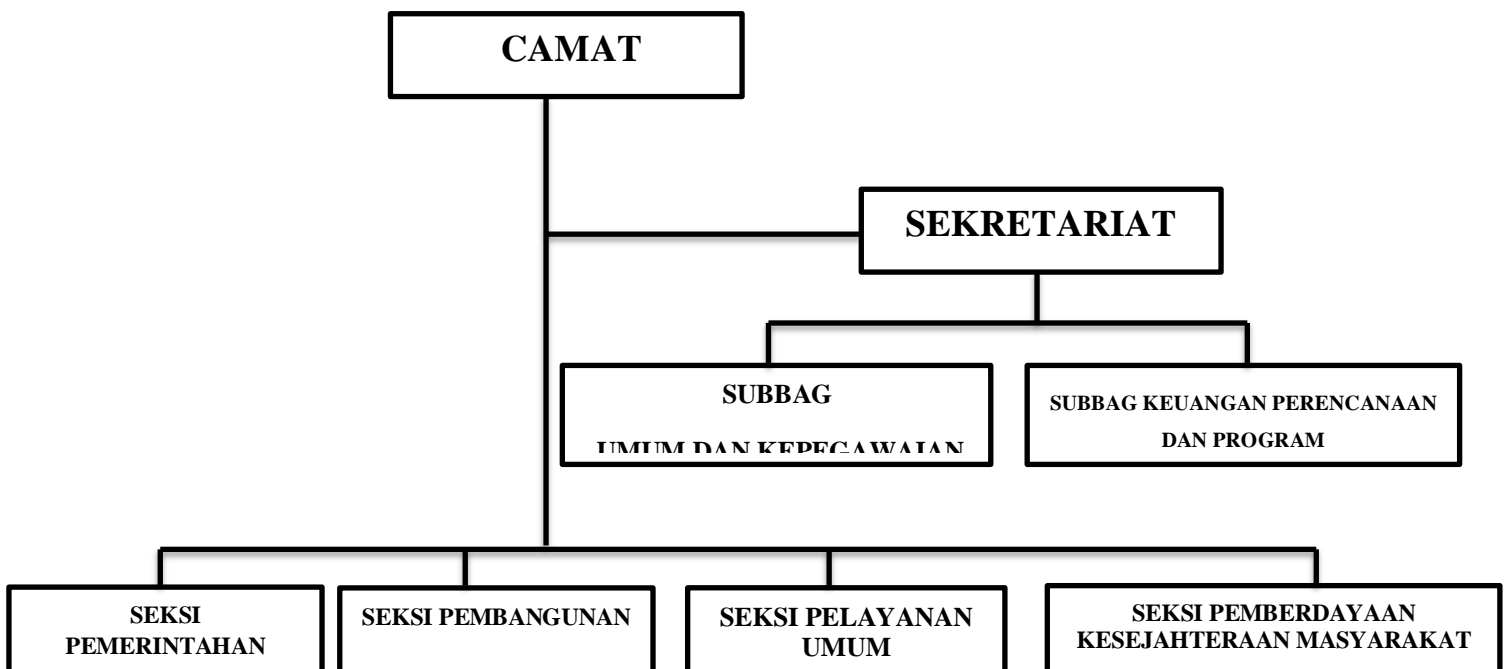 CAMAT
SEKRETARIAT
SUBBAG
UMUM DAN KEPEGAWAIAN
SUBBAG KEUANGAN PERENCANAAN
DAN PROGRAM
SEKSI
PEMERINTAHAN
SEKSI PEMBANGUNAN
SEKSI PELAYANAN
UMUM
SEKSI PEMBERDAYAAN
KESEJAHTERAAN MASYARAKAT